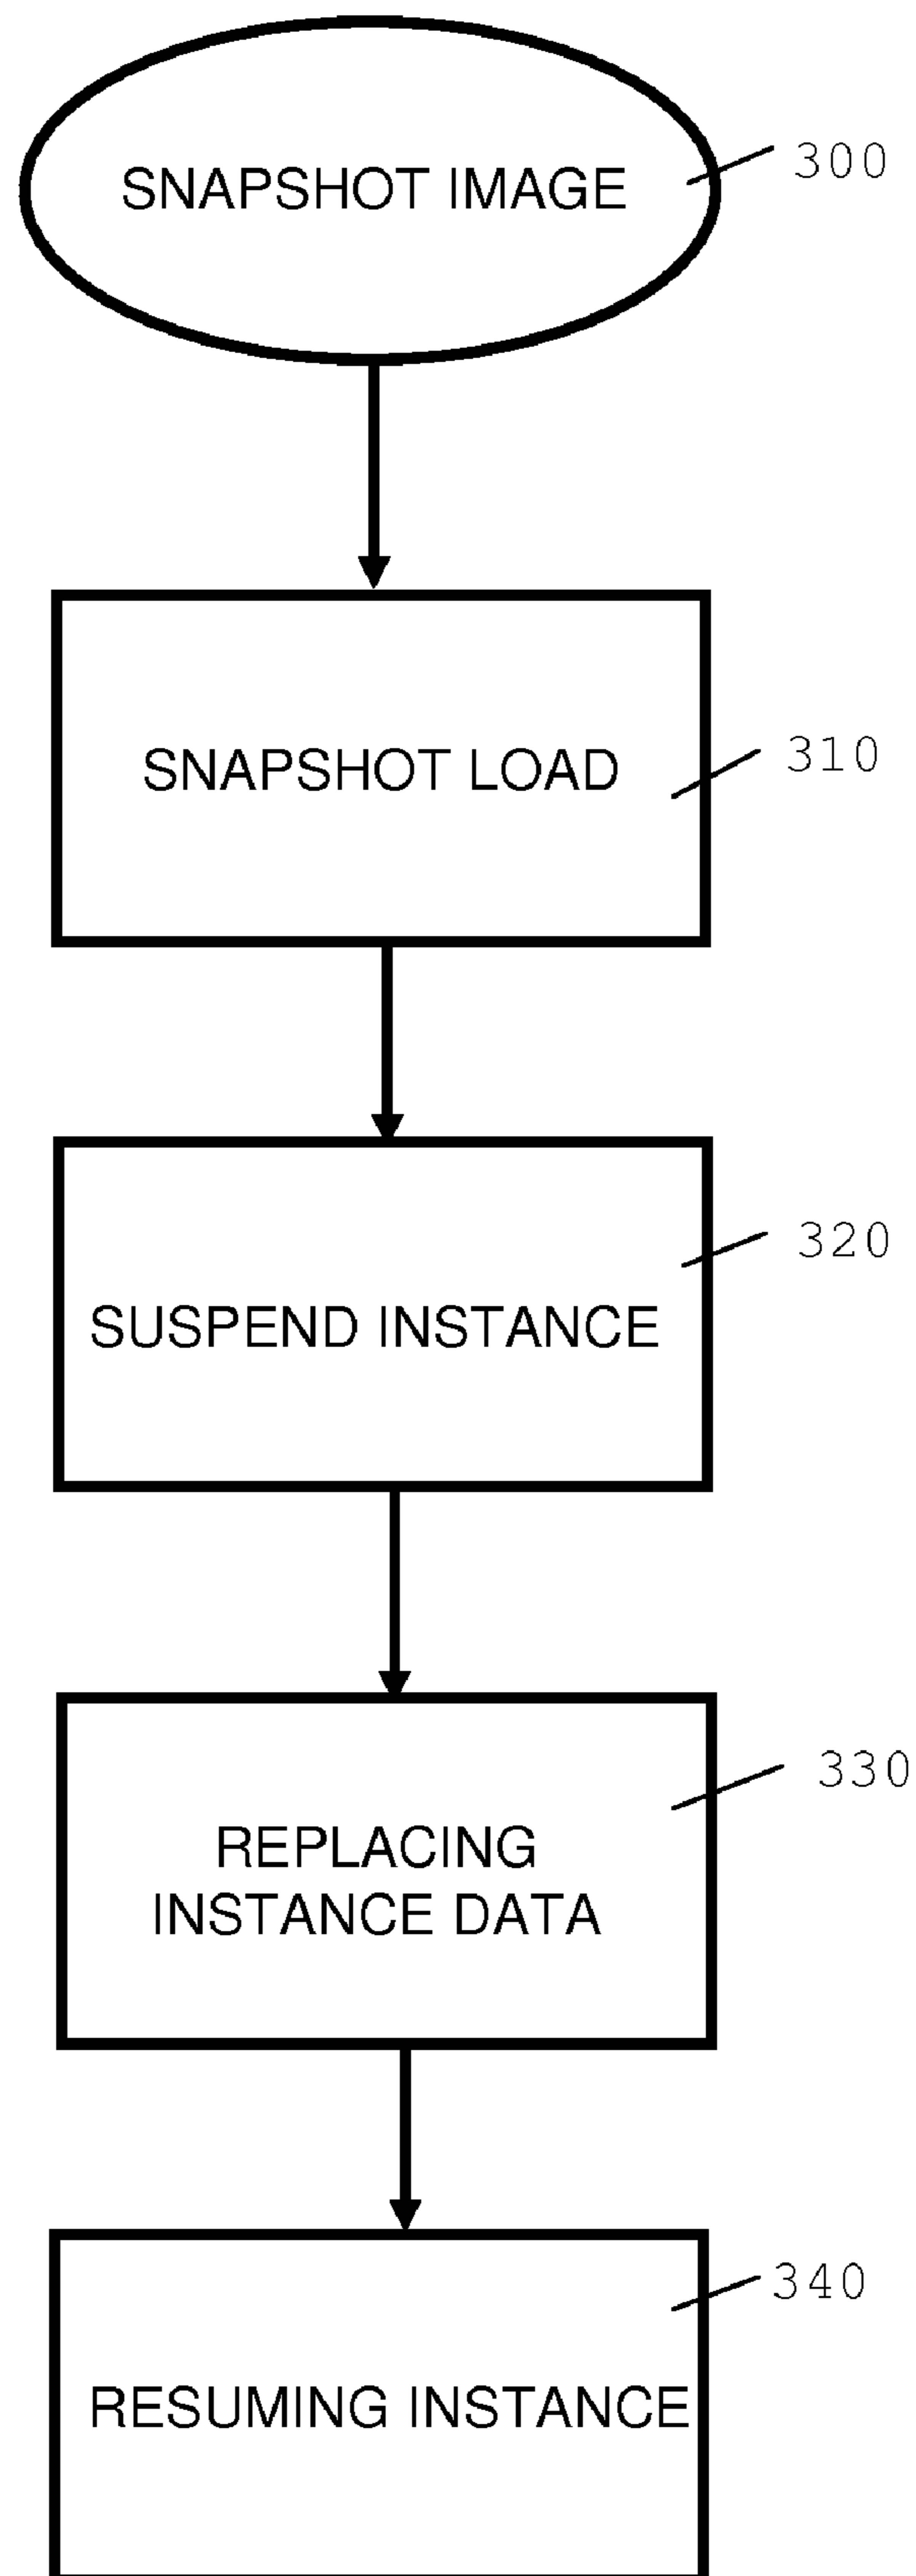 SNAPSHOT IMAGE
300
SNAPSHOT LOAD
310
320
SUSPEND INSTANCE
330
REPLACING
INSTANCE DATA
340
RESUMING INSTANCE